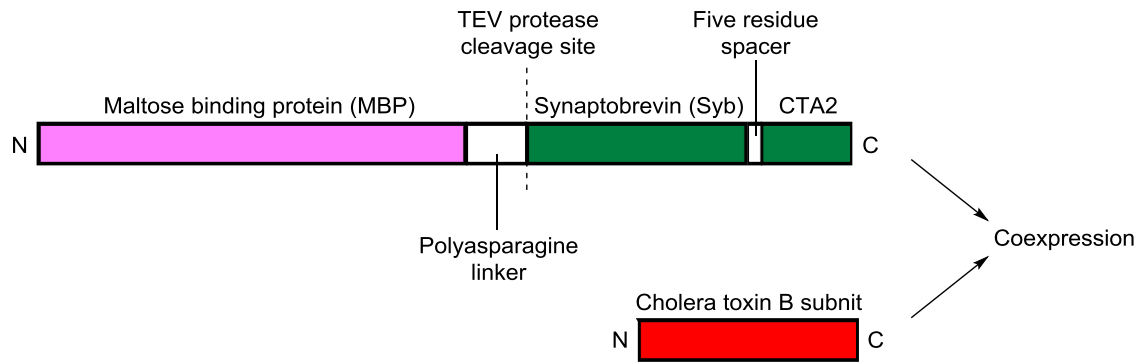 TEV protease
cleavage site
Five residue
spacer
Maltose binding protein (MBP)
Synaptobrevin (Syb)
CTA2
N
C
Polyasparagine
linker
Coexpression
Cholera toxin B subnit
N
C